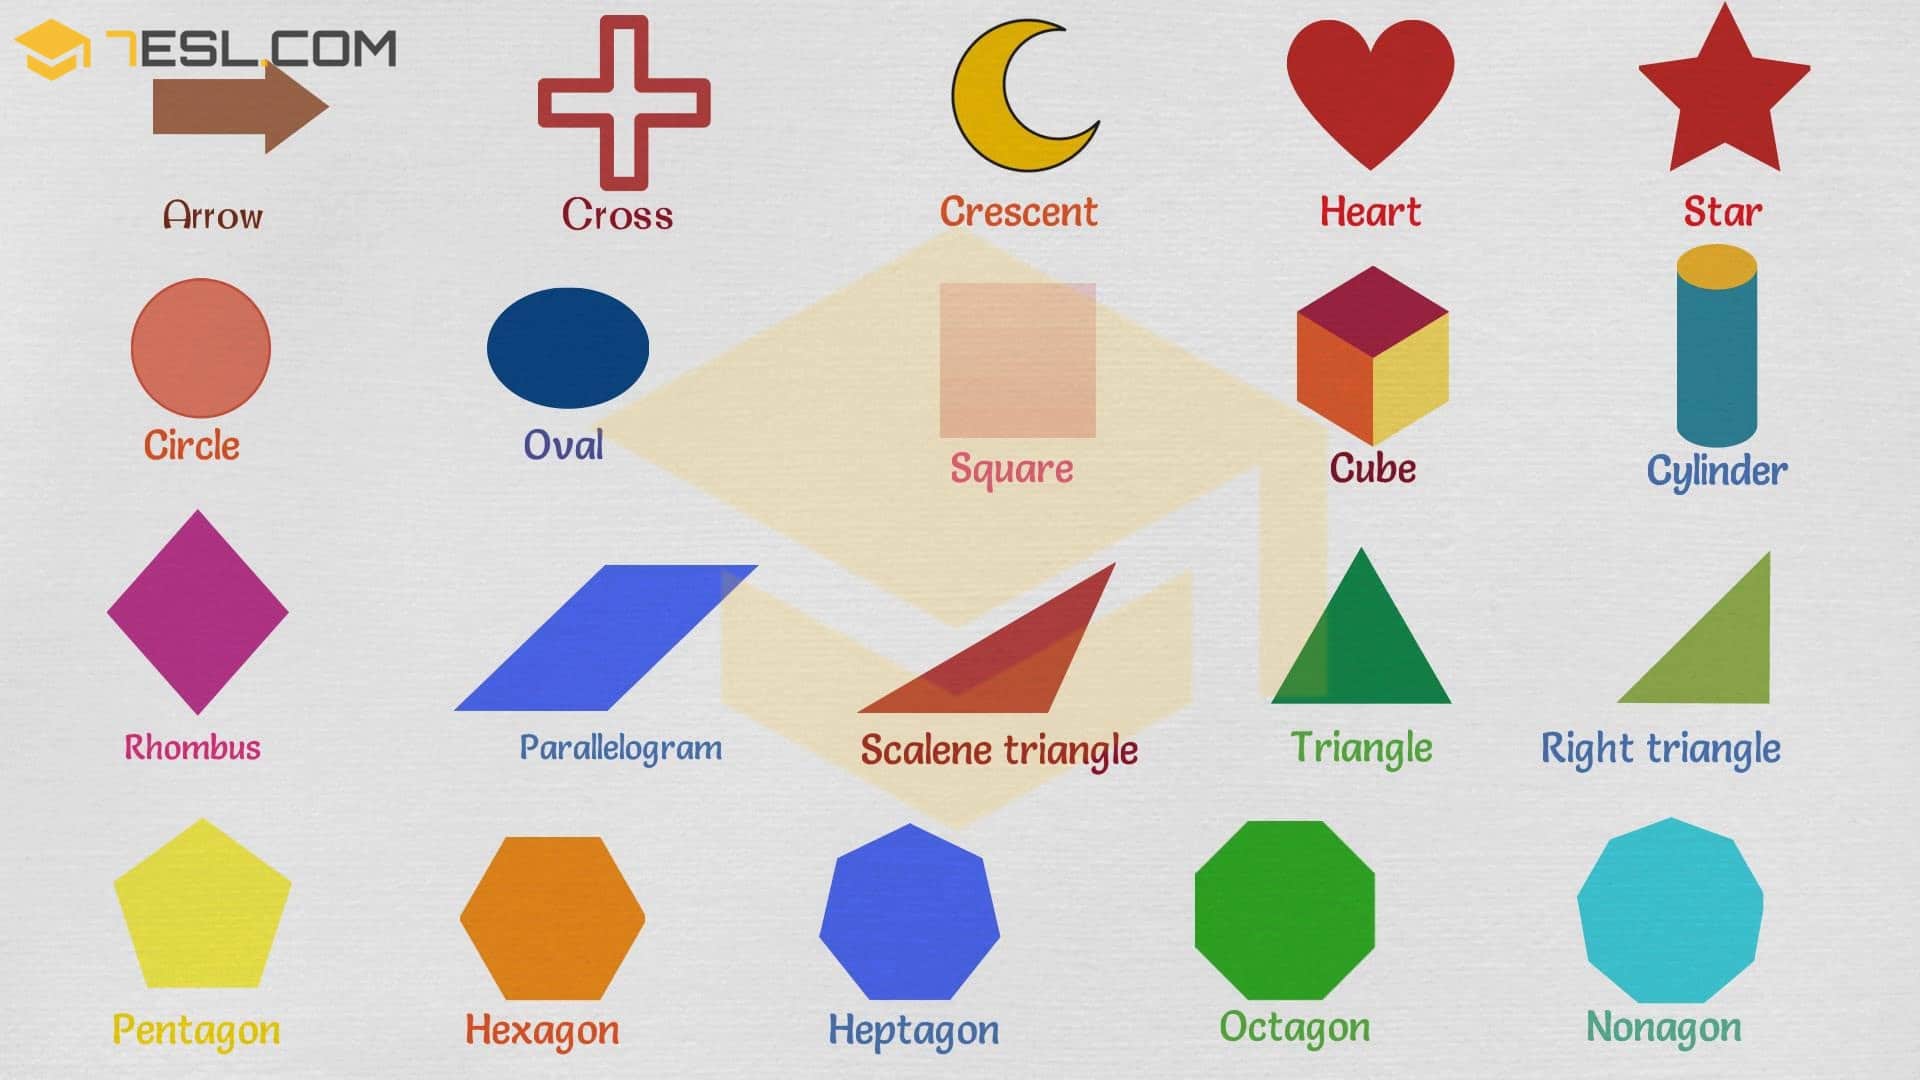 7ESL.COM
Arrow
Cross
Crescent
Heart
Star
Circle
Oval
Square
Cube
Cylinder
Rhombus
Parallelogram
Scalene triangle
Triangle
Right triangle
Pentagon
Hexagon
Heptagon
Octagon
Nonagon